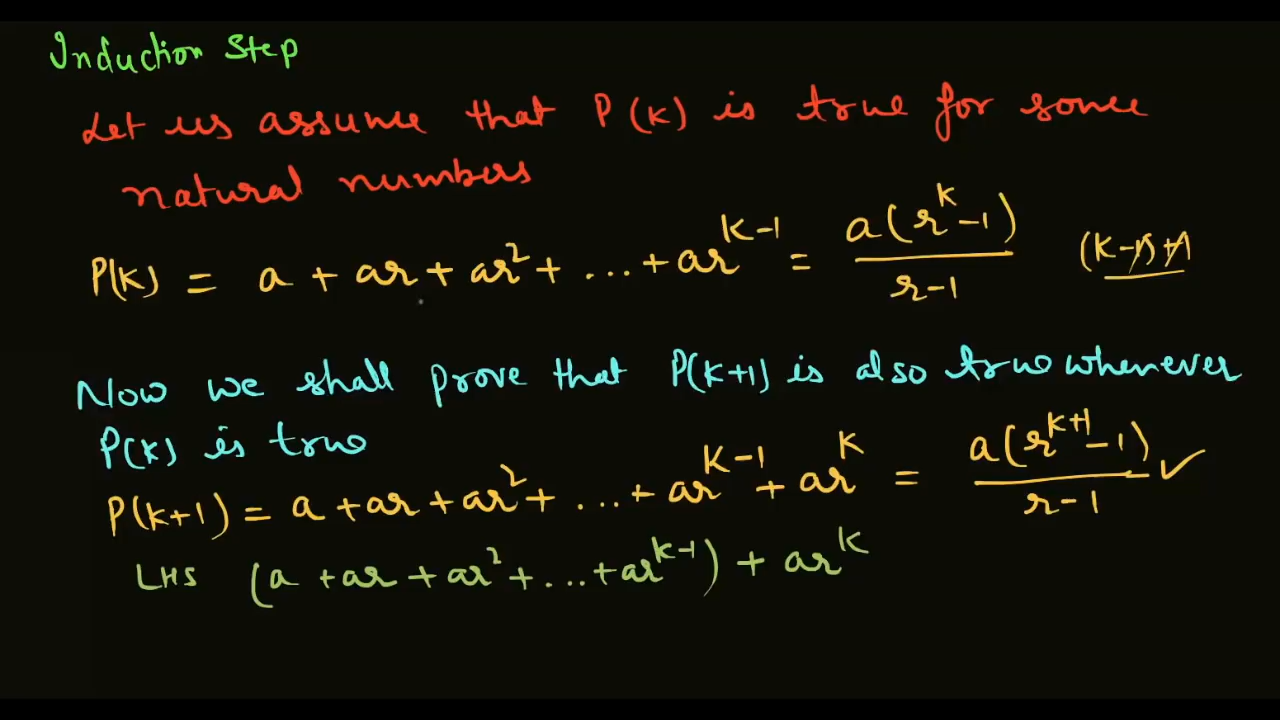 Induction Step
Let us assume that P(k) is true for some
natural numbers
P(k) = a + ar + ar² + ... + ar^(k-1) = a(r^k - 1) / (r-1)   (k-1)+1
Now we shall prove that P(k+1) is also true whenever
P(k) is true
P(k+1) = a + ar + ar² + ... + ar^(k-1) + ar^k = a(r^(k+1) - 1) / (r-1) ✓
LHS (a + ar + ar² + ... + ar^(k-1)) + ar^k